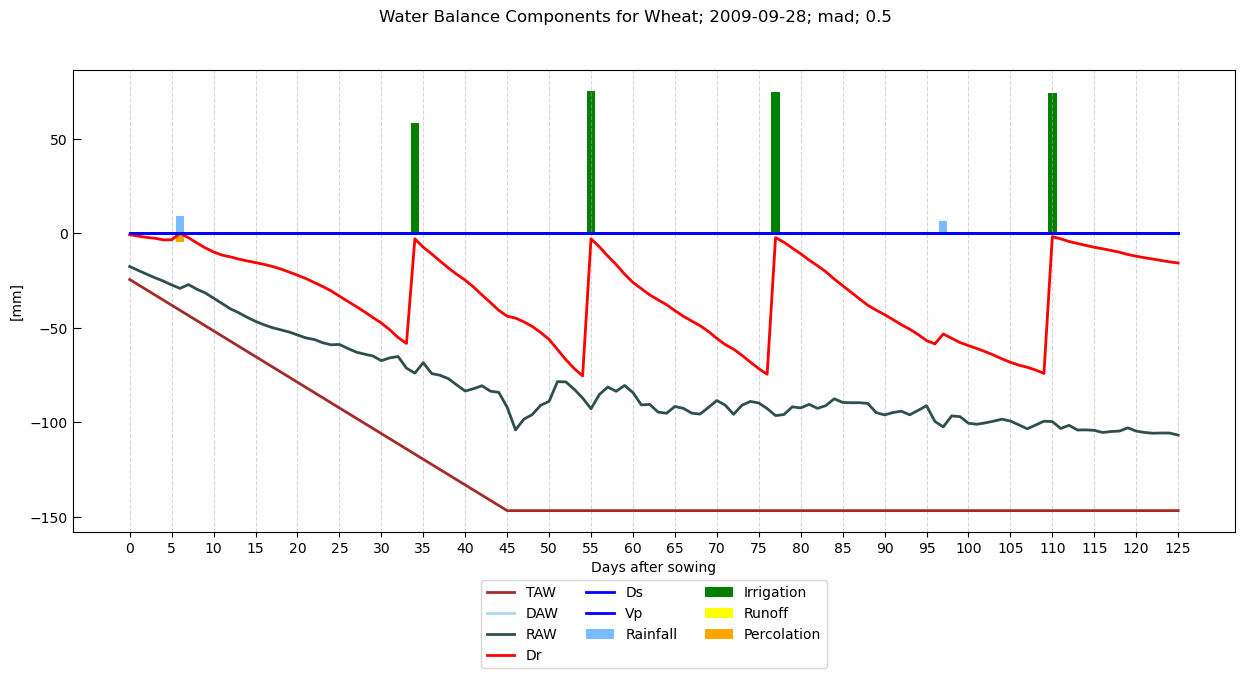 Water Balance Components for Wheat; 2009-09-28; mad; 0.5
50
0
−50
−100
−150
[mm]
0 5 10 15 20 25 30 35 40 45 50 55 60 65 70 75 80 85 90 95 100 105 110 115 120 125
Days after sowing
TAW
DAW
RAW
Dr
Ds
Vp
Rainfall
Irrigation
Runoff
Percolation